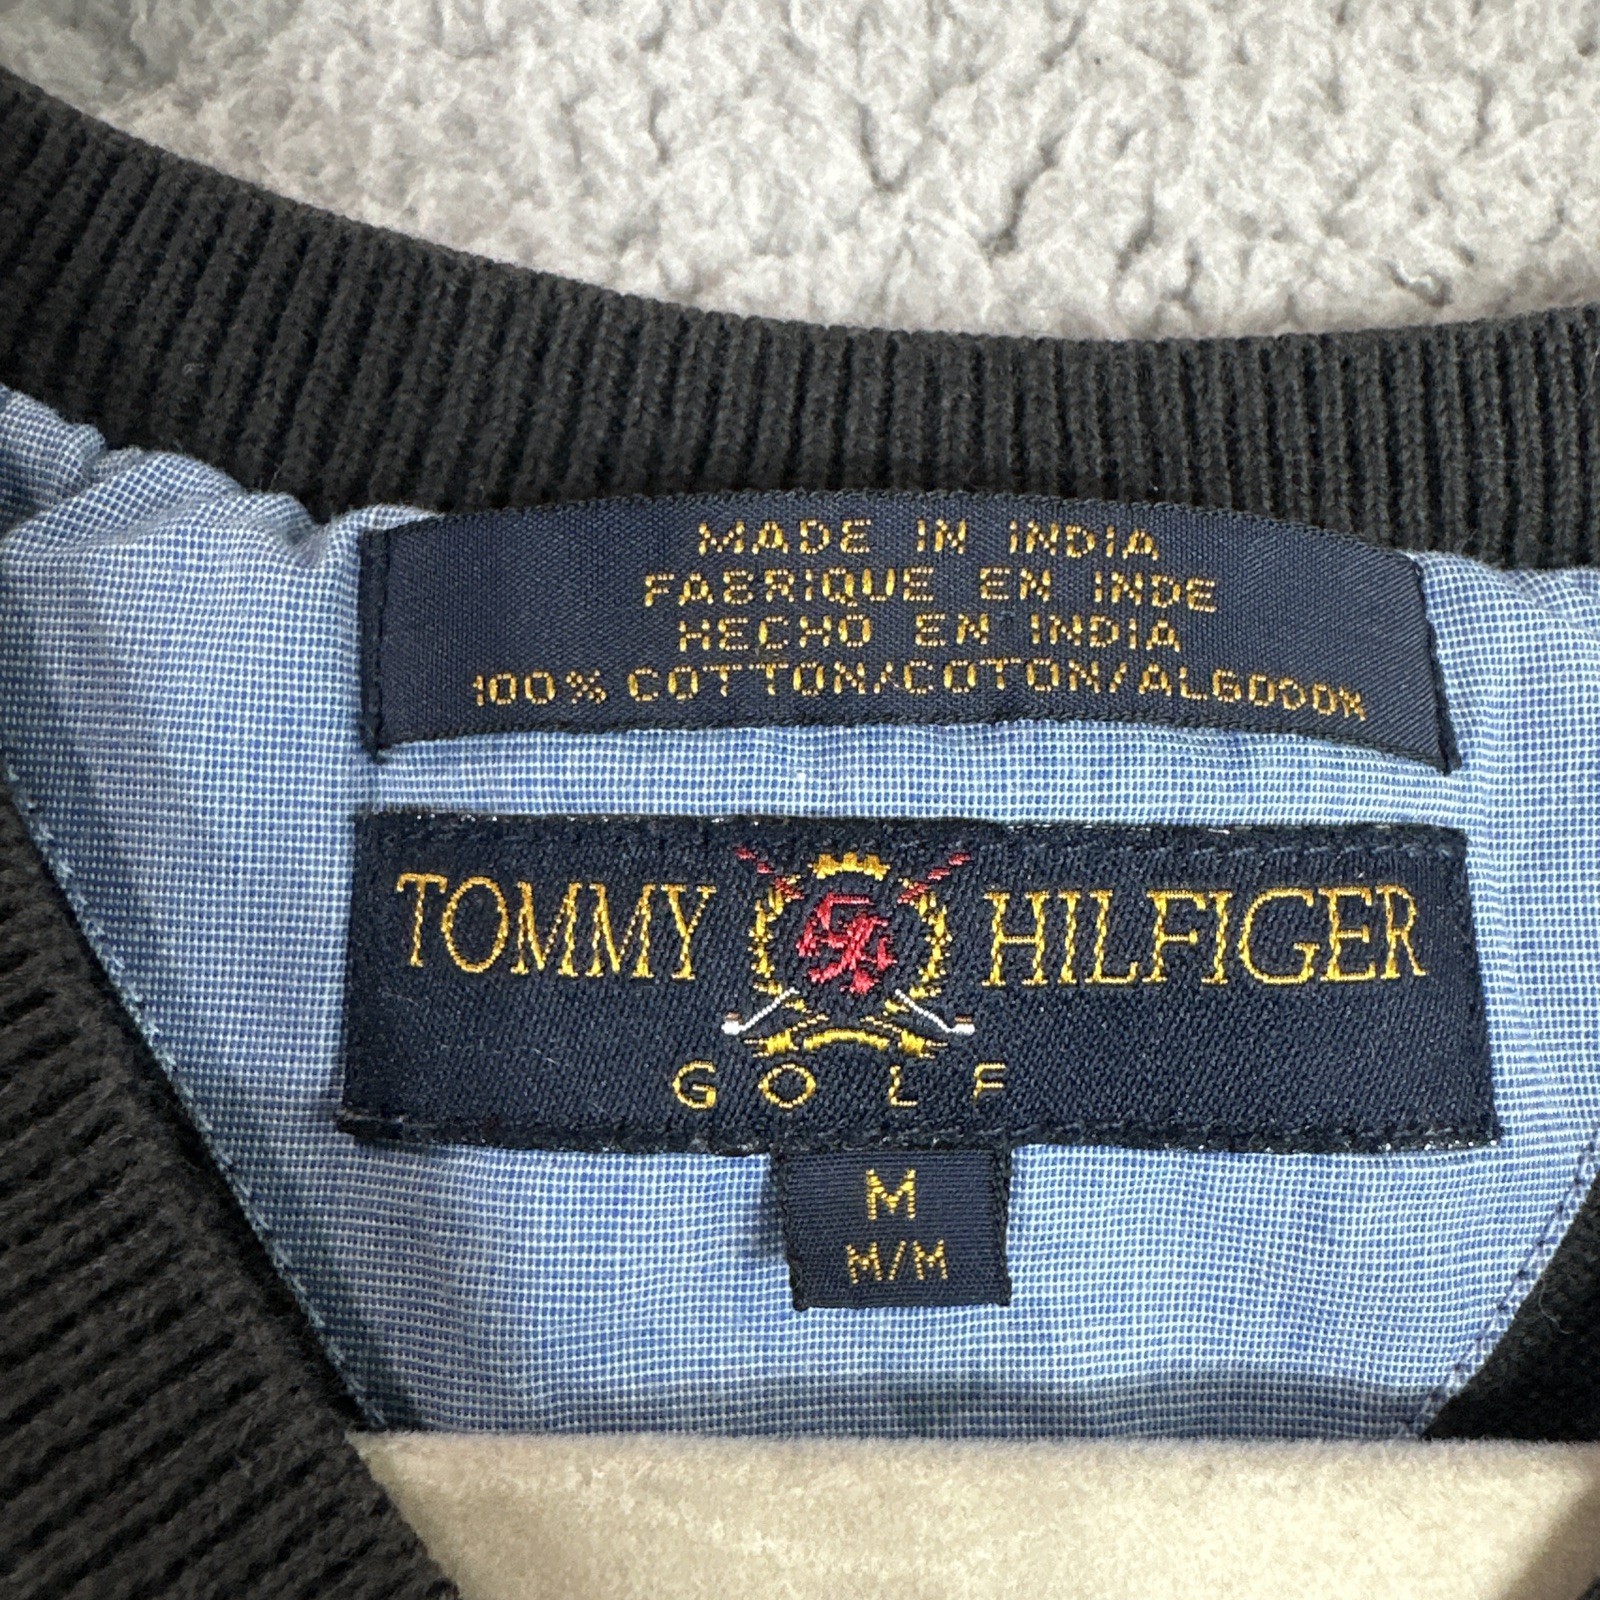 MADE IN INDIA
FABRIQUE EN INDE
HECHO EN INDIA
100% COTTON/COTON/ALGODON
TOMMY HILFIGER
GOLF
M
M/M